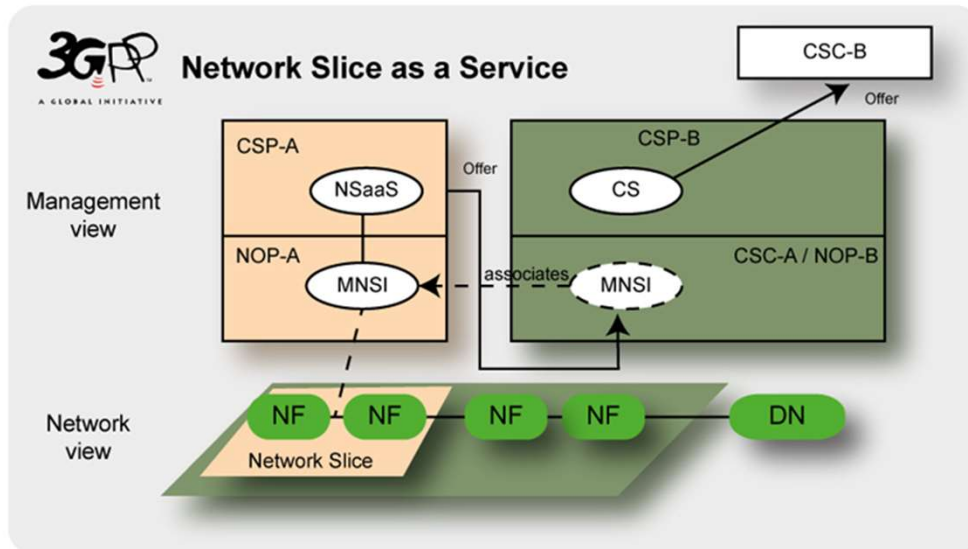 3GPP
A GLOBAL INITIATIVE
Network Slice as a Service
CSC-B
Offer
CSP-A
NSaaS
Offer
CSP-B
CS
Management
view
NOP-A
MNSI
associates
CSC-A / NOP-B
MNSI
Network
view
NF
NF
NF
NF
DN
Network Slice